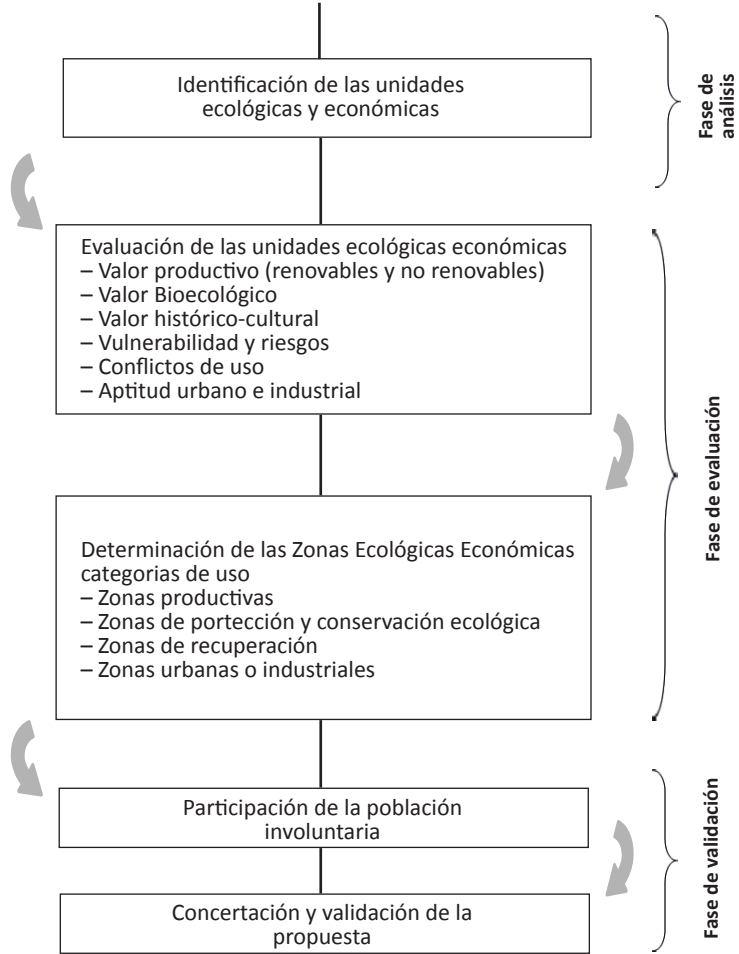 Identificación de las unidades
ecológicas y económicas
Fase de
análisis
Evaluación de las unidades ecológicas económicas
– Valor productivo (renovables y no renovables)
– Valor Bioecológico
– Valor histórico-cultural
– Vulnerabilidad y riesgos
– Conflictos de uso
– Aptitud urbano e industrial
Fase de evaluación
Determinación de las Zonas Ecológicas Económicas
categorias de uso
– Zonas productivas
– Zonas de portección y conservación ecológica
– Zonas de recuperación
– Zonas urbanas o industriales
Participación de la población
involuntaria
Fase de validación
Concertación y validación de la
propuesta